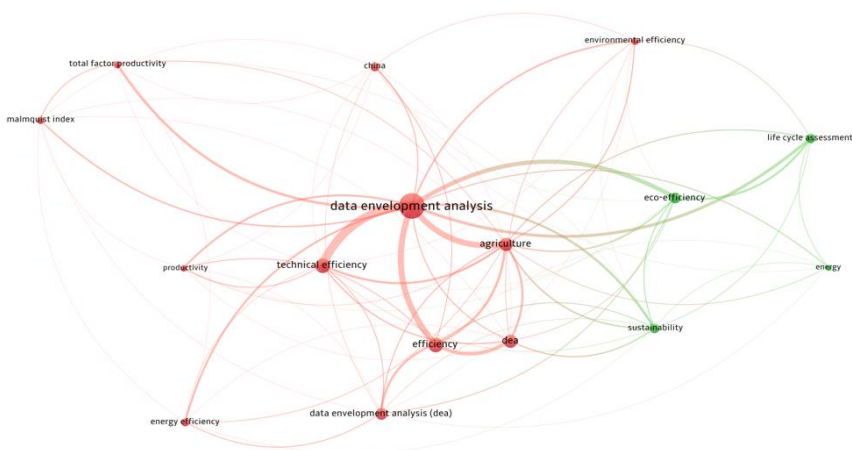 environmental efficiency
total factor productivity
china
malmquist index
life cycle assessment
eco-efficiency
data envelopment analysis
agriculture
technical efficiency
productivity
energy
sustainability
efficiency
dea
data envelopment analysis (dea)
energy efficiency